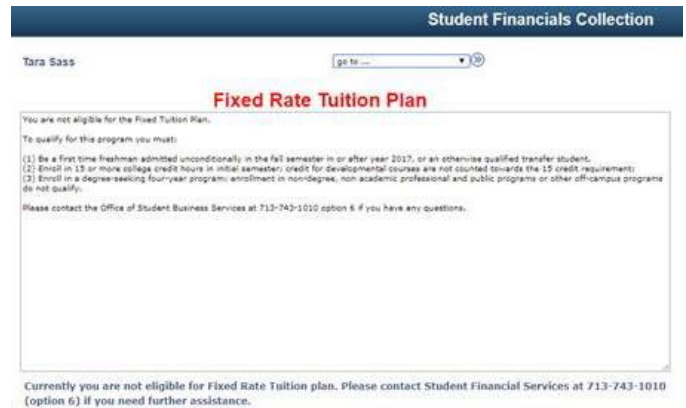 Student Financials Collection
Tara Sass
go to ...
Fixed Rate Tuition Plan
You are not eligible for the Fixed Tuition Plan.
To qualify for this program you must:
(1) Be a first time freshman admitted unconditionally in the fall semester in or after year 2017, or an otherwise qualified transfer student.
(2) Enroll in 15 or more college credit hours in initial semester; credit for developmental courses are not counted towards the 15 credit requirement;
(3) Enroll in a degree-seeking four-year program; enrollment in non-degree, non academic professional and public programs or other off-campus programs
do not qualify.
Please contact the Office of Student Business Services at 713-743-1010 option 6 if you have any questions.
Currently you are not eligible for Fixed Rate Tuition plan. Please contact Student Financial Services at 713-743-1010
(option 6) if you need further assistance.